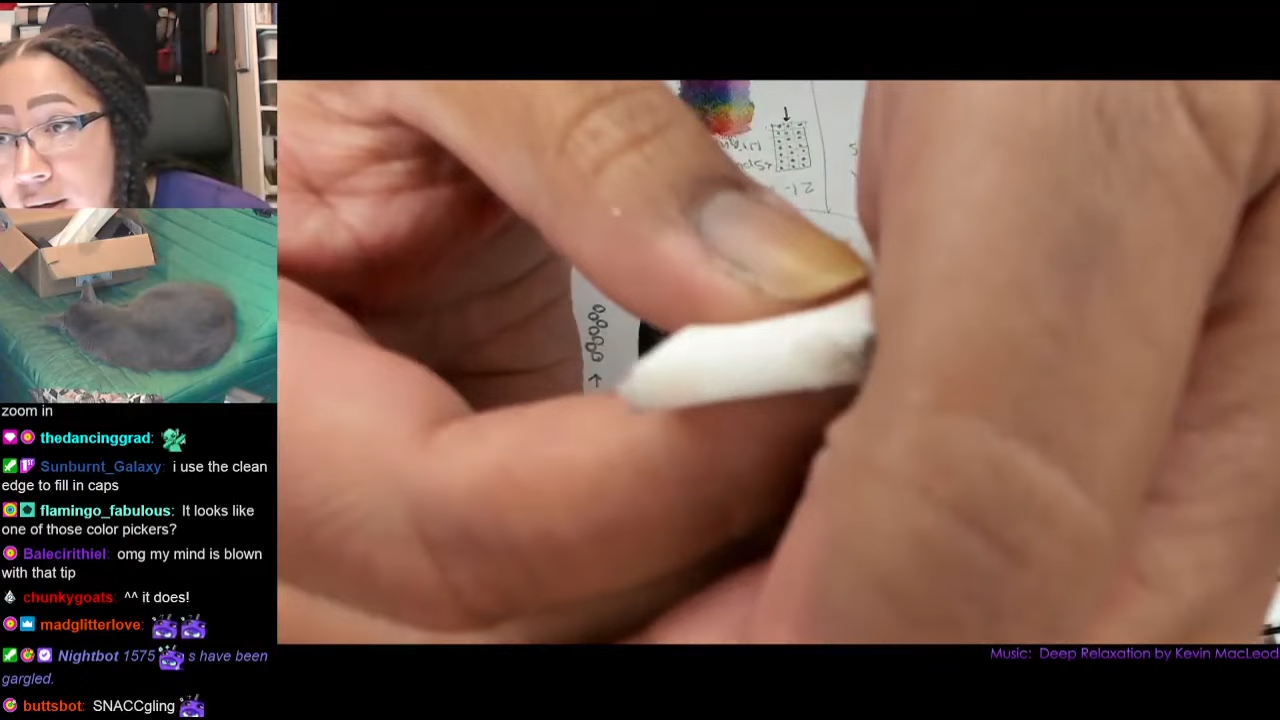 zoom in
thedancinggrad:
Sunburnt_Galaxy: i use the clean
edge to fill in caps
flamingo_fabulous: It looks like
one of those color pickers?
Balecirithiel: omg my mind is blown
with that tip
chunkygoats: ^^ it does!
madglitterlove:
Nightbot 1575 s have been
gargled.
buttsbot: SNACCgling
Music: Deep Relaxation by Kevin MacLeod